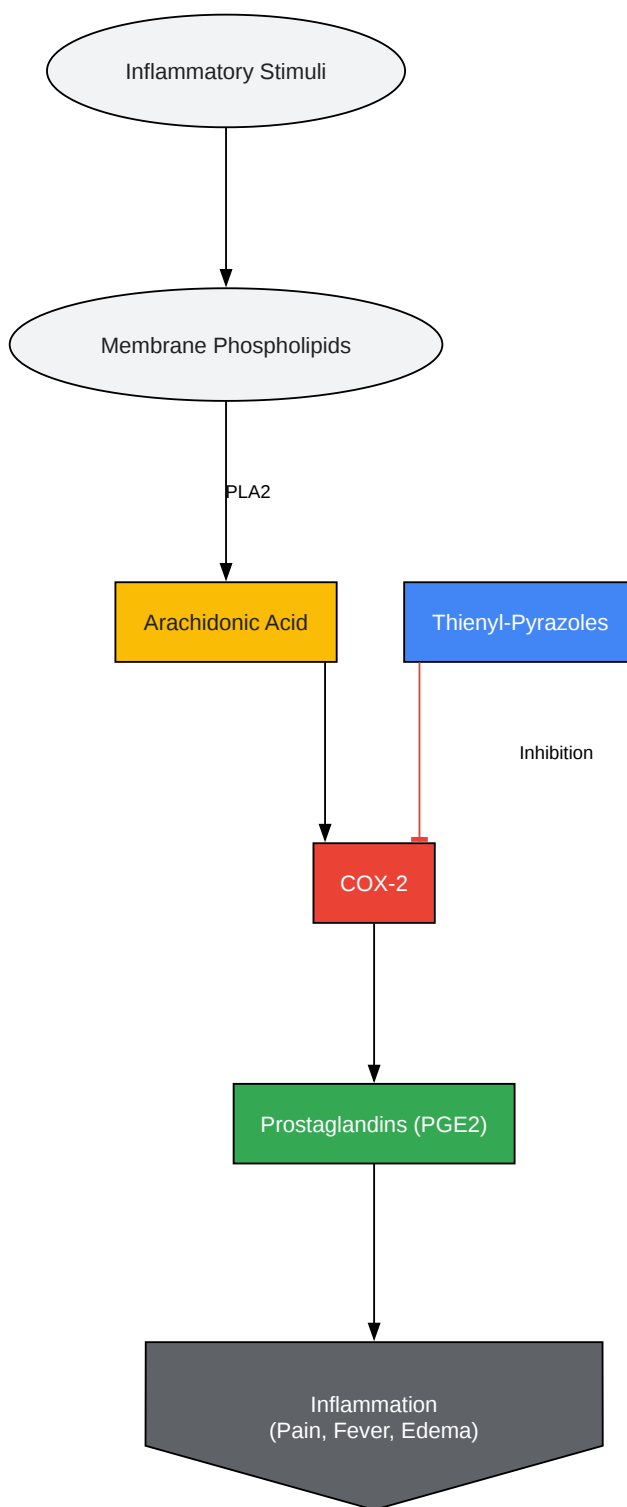 Inflammatory Stimuli
Membrane Phospholipids
PLA2
Arachidonic Acid
Thienyl-Pyrazoles
Inhibition
COX-2
Prostaglandins (PGE2)
Inflammation
(Pain, Fever, Edema)